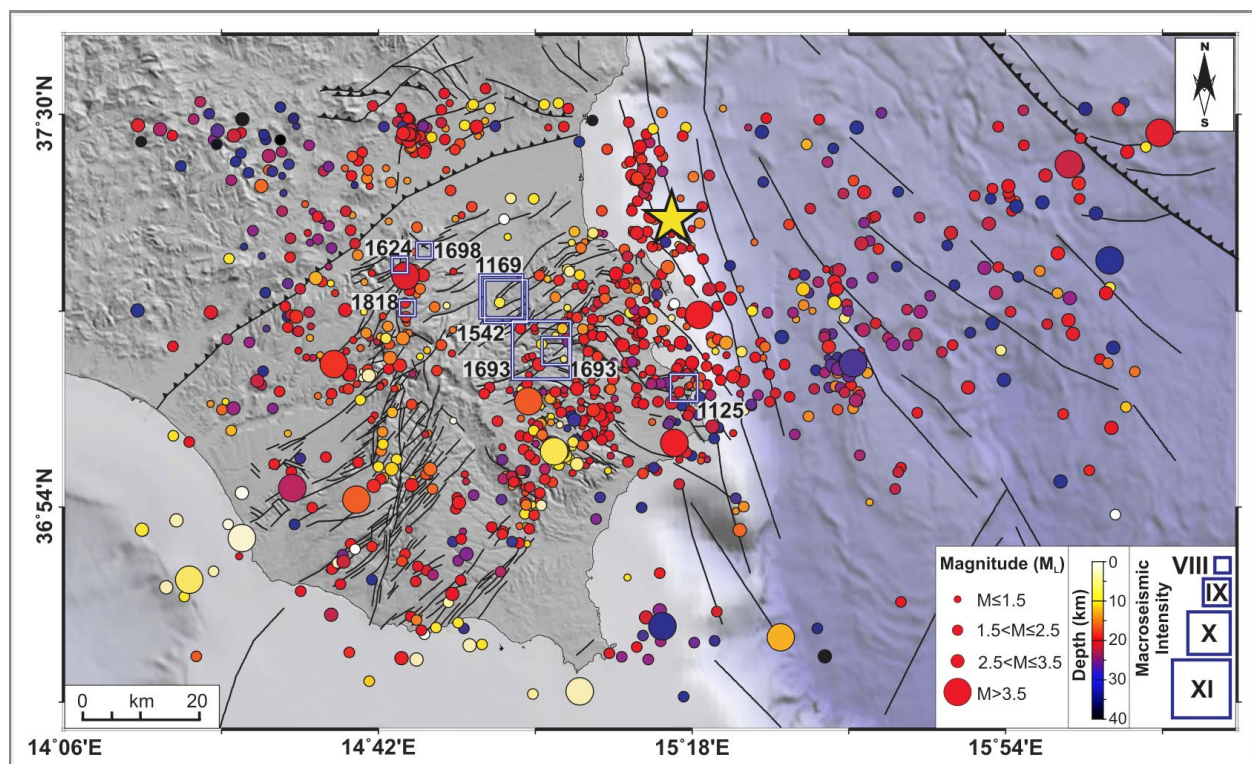 N
S
37˚30'N
36˚54'N
1624
1698
1169
1818
1542
1693
1693
1125
Magnitude (ML)
M≤1.5
1.5<M≤2.5
2.5<M≤3.5
M>3.5
Depth (km)
0
10
20
30
40
Macroseismic
Intensity
VIII
IX
X
XI
0 km 20
14˚06'E
14˚42'E
15˚18'E
15˚54'E